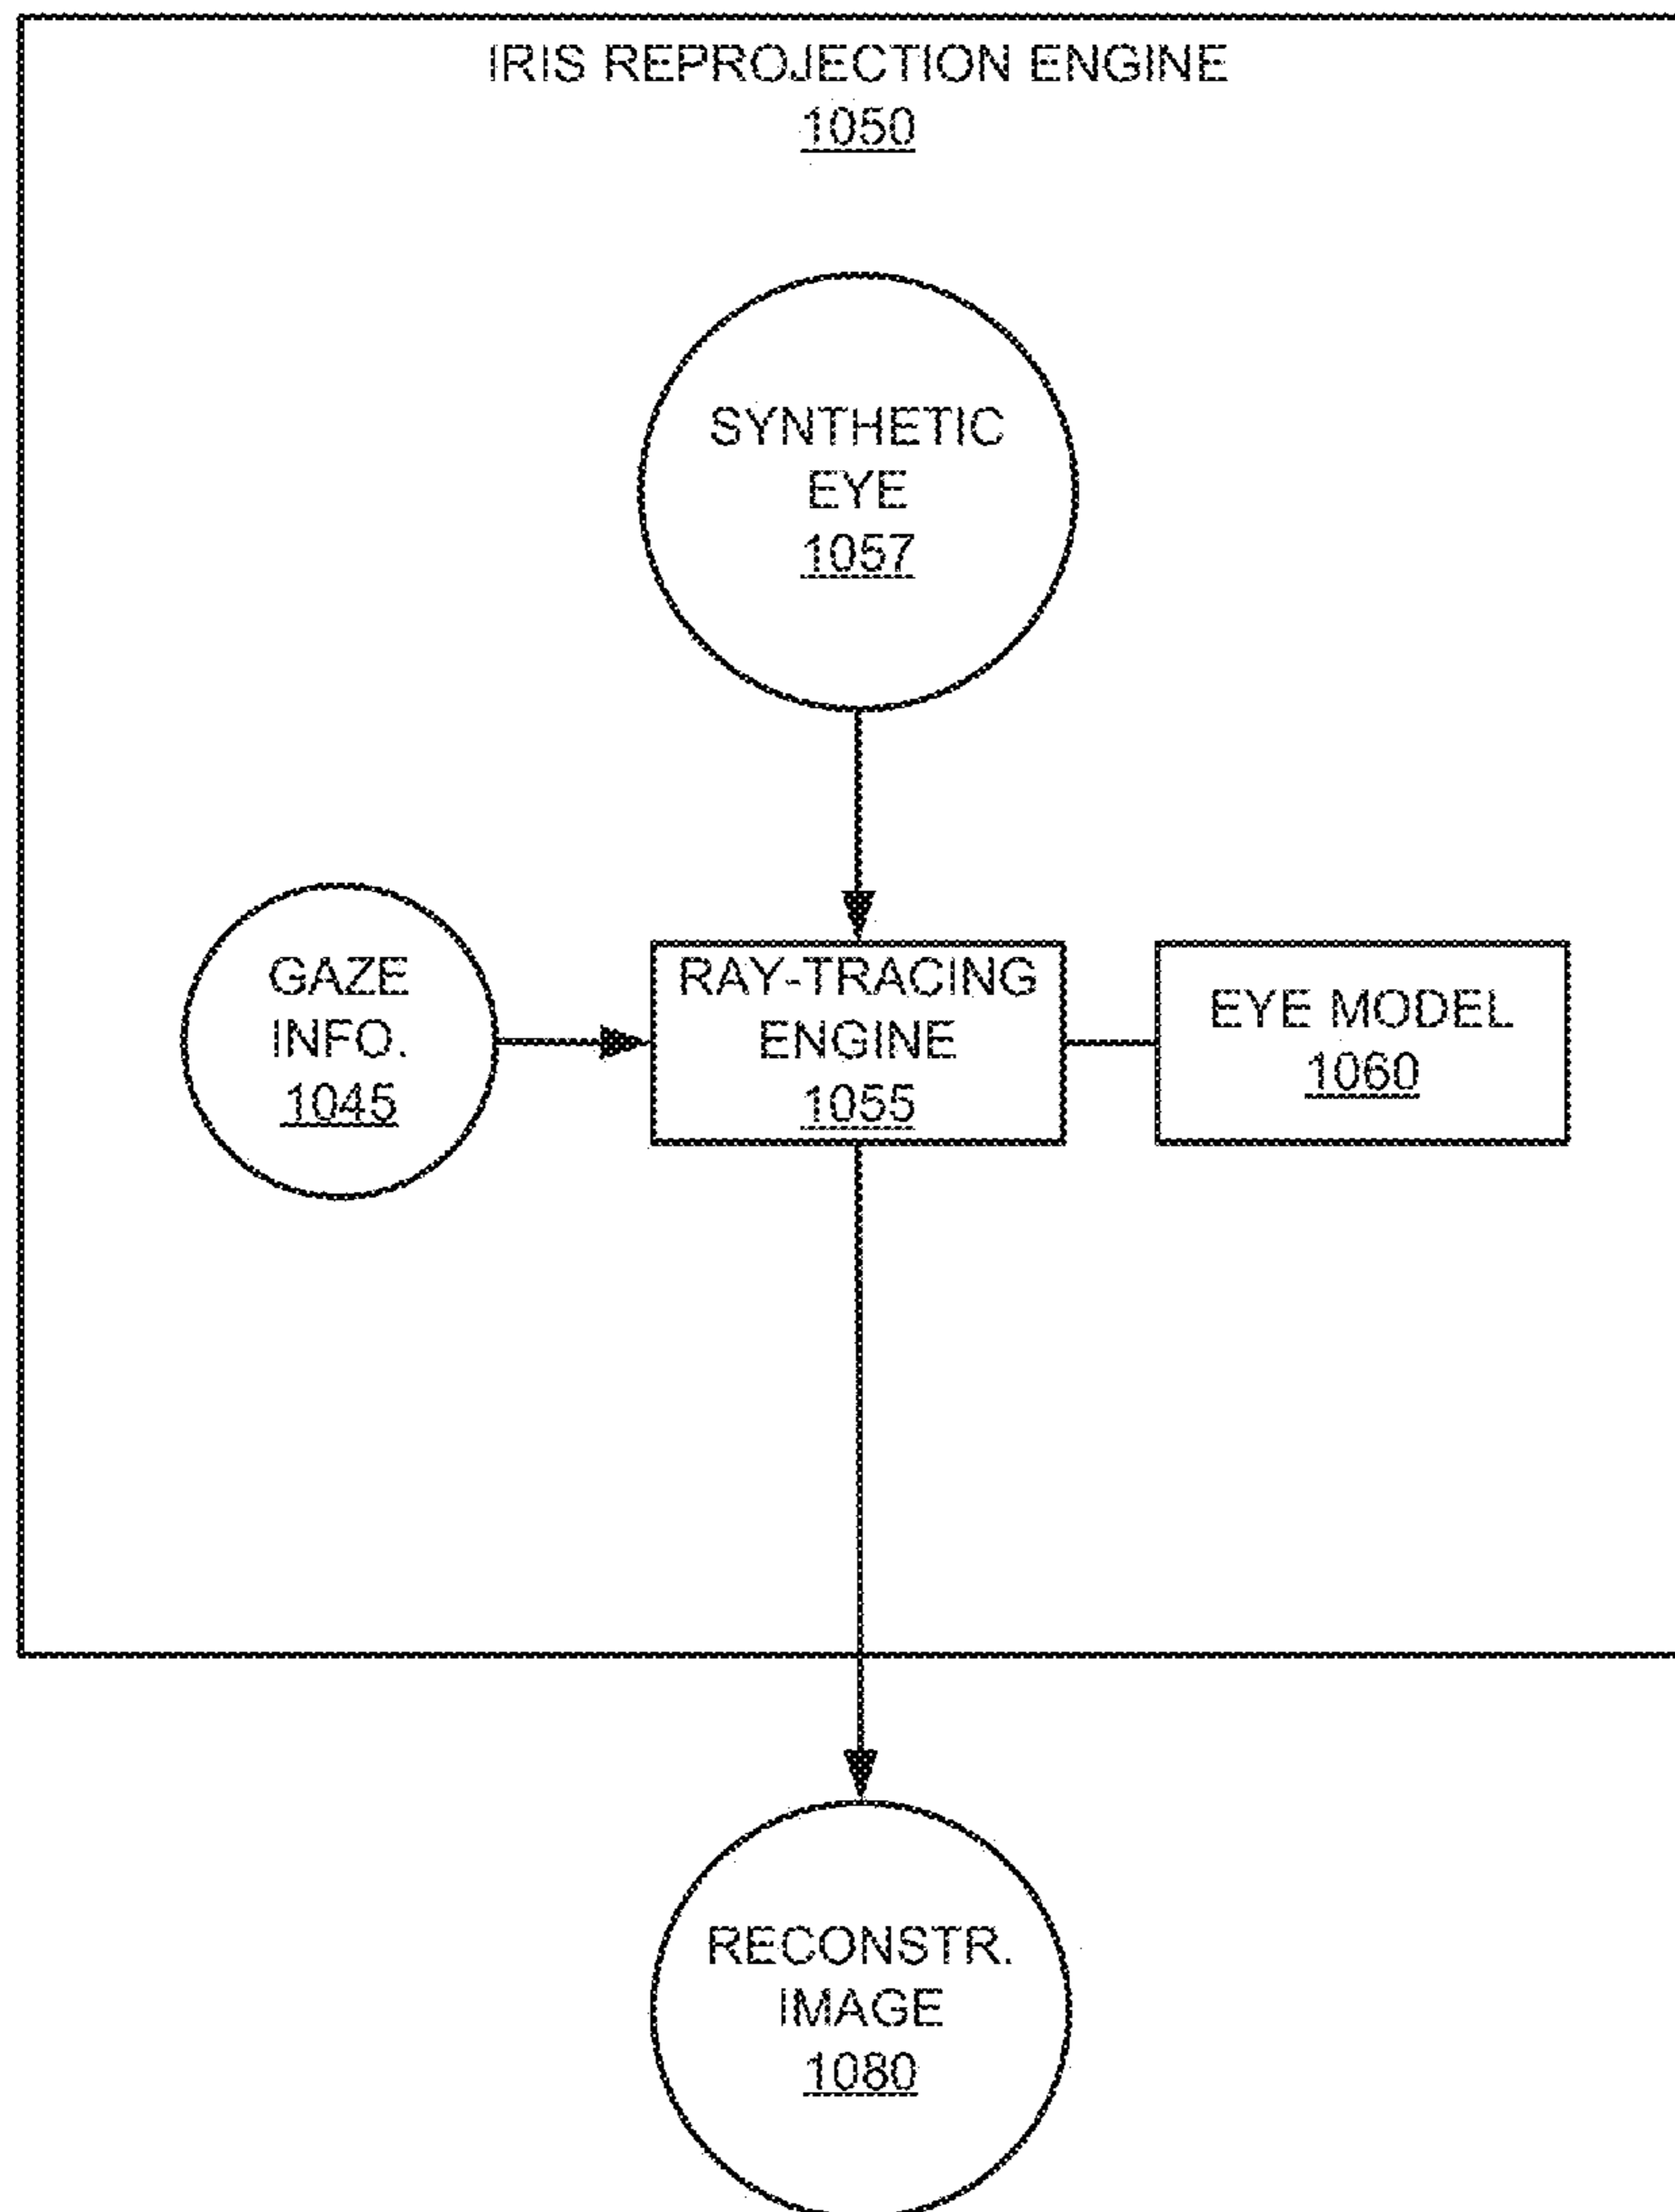 IRIS REPROJECTION ENGINE
1050
SYNTHETIC
EYE
1057
GAZE
INFO.
1045
RAY-TRACING
ENGINE
1055
EYE MODEL
1060
RECONSTR.
IMAGE
1080